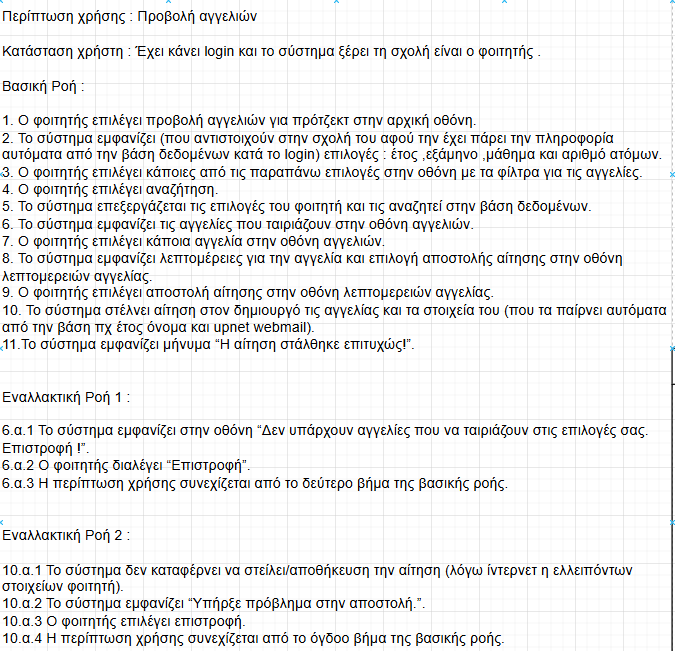 Περίπτωση χρήσης : Προβολή αγγελιών
Κατάσταση χρήστη : Έχει κάνει login και το σύστημα ξέρει τη σχολή είναι ο φοιτητής .
Βασική Ροή :
1. Ο φοιτητής επιλέγει προβολή αγγελιών για πρότζεκτ στην αρχική οθόνη.
2. Το σύστημα εμφανίζει (που αντιστοιχούν στην σχολή του αφού την έχει πάρει την πληροφορία
αυτόματα από την βάση δεδομένων κατά το login) επιλογές : έτος ,εξάμηνο ,μάθημα και αριθμό ατόμων.
3. Ο φοιτητής επιλέγει κάποιες από τις παραπάνω επιλογές στην οθόνη με τα φίλτρα για τις αγγελίες.
4. Ο φοιτητής επιλέγει αναζήτηση.
5. Το σύστημα επεξεργάζεται τις επιλογές του φοιτητή και τις αναζητεί στην βάση δεδομένων.
6. Το σύστημα εμφανίζει τις αγγελίες που ταιριάζουν στην οθόνη αγγελιών.
7. Ο φοιτητής επιλέγει κάποια αγγελία στην οθόνη αγγελιών.
8. Το σύστημα εμφανίζει λεπτομέρειες για την αγγελία και επιλογή αποστολής αίτησης στην οθόνη
λεπτομερειών αγγελίας.
9. Ο φοιτητής επιλέγει αποστολή αίτησης στην οθόνη λεπτομερειών αγγελίας.
10. Το σύστημα στέλνει αίτηση στον δημιουργό τις αγγελίας και τα στοιχεία του (που τα παίρνει αυτόματα
από την βάση πχ έτος όνομα και upnet webmail).
11.Το σύστημα εμφανίζει μήνυμα “Η αίτηση στάλθηκε επιτυχώς!”.
Εναλλακτική Ροή 1 :
6.α.1 Το σύστημα εμφανίζει στην οθόνη “Δεν υπάρχουν αγγελίες που να ταιριάζουν στις επιλογές σας.
Επιστροφή !”.
6.α.2 Ο φοιτητής διαλέγει “Επιστροφή”.
6.α.3 Η περίπτωση χρήσης συνεχίζεται από το δεύτερο βήμα της βασικής ροής.
Εναλλακτική Ροή 2 :
10.α.1 Το σύστημα δεν καταφέρνει να στείλει/αποθήκευση την αίτηση (λόγω ίντερνετ η ελλειπόντων
στοιχείων φοιτητή).
10.α.2 Το σύστημα εμφανίζει “Υπήρξε πρόβλημα στην αποστολή.”.
10.α.3 Ο φοιτητής επιλέγει επιστροφή.
10.α.4 Η περίπτωση χρήσης συνεχίζεται από το όγδοο βήμα της βασικής ροής.